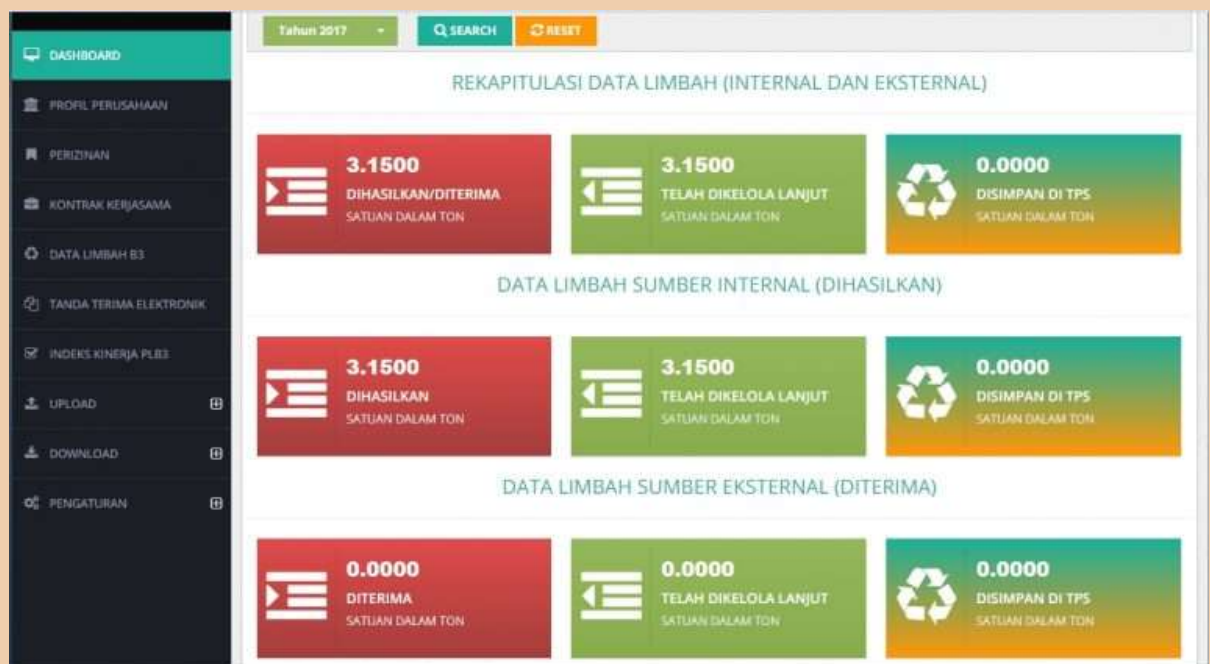 Tahun 2017
SEARCH
RESET
DASHBOARD
PROFIL PERUSAHAAN
PERIZINAN
KONTRAK KERJASAMA
DATA LIMBAH B3
TANDA TERIMA ELEKTRONIK
INDEKS KINERJA PLB3
UPLOAD
DOWNLOAD
PENGATURAN
REKAPITULASI DATA LIMBAH (INTERNAL DAN EKSTERNAL)
3.1500
DIHASILKAN/DITERIMA
SATUAN DALAM TON
3.1500
TELAH DIKELOLA LANJUT
SATUAN DALAM TON
0.0000
DISIMPAN DI TPS
SATUAN DALAM TON
DATA LIMBAH SUMBER INTERNAL (DIHASILKAN)
3.1500
DIHASILKAN
SATUAN DALAM TON
3.1500
TELAH DIKELOLA LANJUT
SATUAN DALAM TON
0.0000
DISIMPAN DI TPS
SATUAN DALAM TON
DATA LIMBAH SUMBER EKSTERNAL (DITERIMA)
0.0000
DITERIMA
SATUAN DALAM TON
0.0000
TELAH DIKELOLA LANJUT
SATUAN DALAM TON
0.0000
DISIMPAN DI TPS
SATUAN DALAM TON